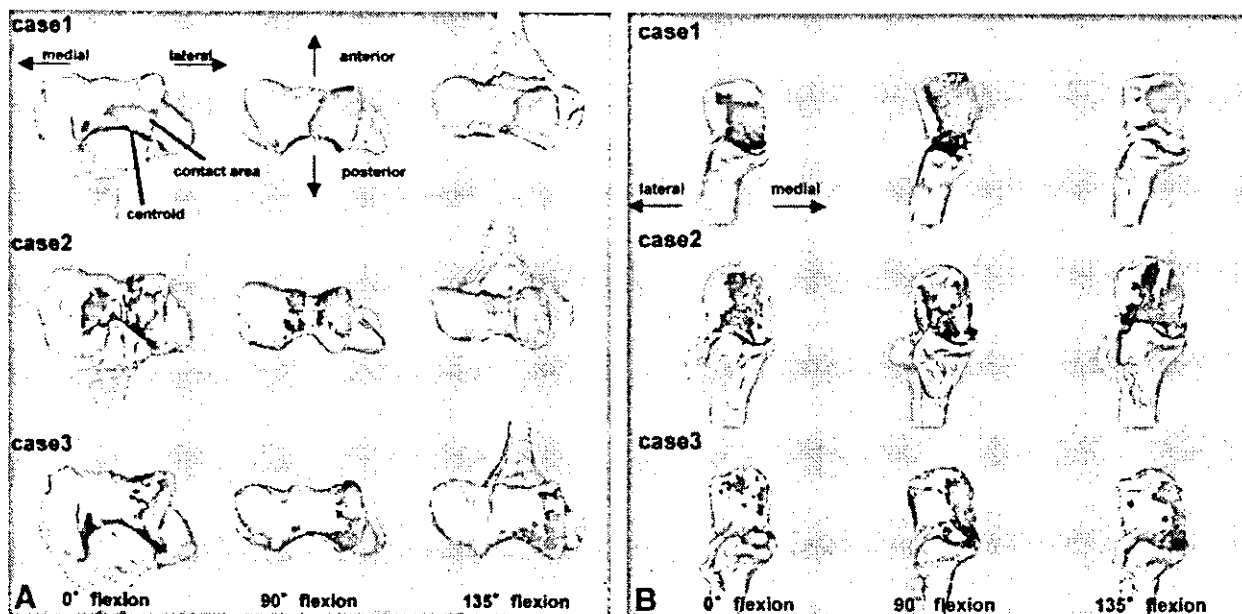 case1
medial
lateral
anterior
contact area
posterior
centroid
case2
case3
A
0° flexion
90° flexion
135° flexion
case1
lateral
medial
case2
case3
B
0° flexion
90° flexion
135° flexion